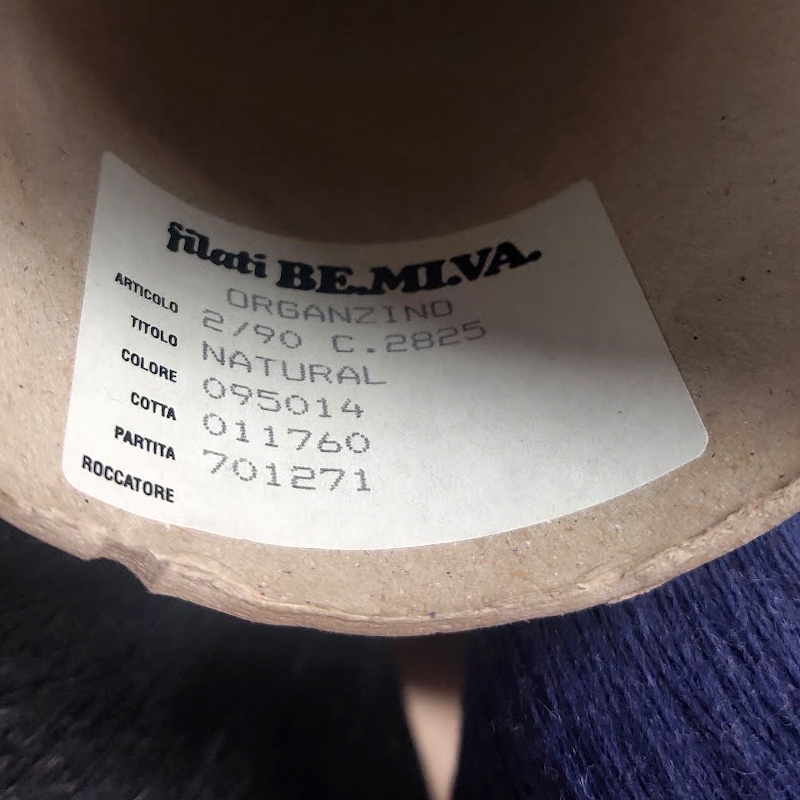 filati BE.MI.VA.
ARTICOLO ORGANZINO
TITOLO 2/90 C.2825
COLORE NATURAL
COTTA 095014
PARTITA 011760
ROCCATORE 701271